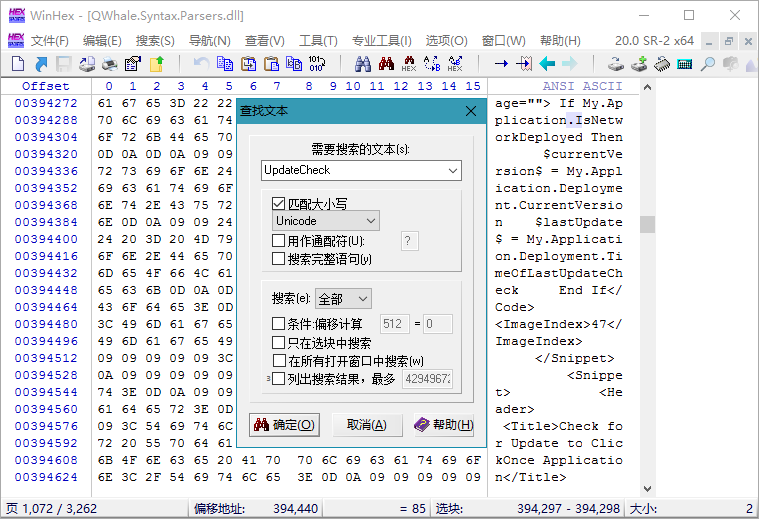 WinHex - [QWhale.Syntax.Parsers.dll]
文件(F) 编辑(E) 搜索(S) 导航(N) 查看(V) 工具(T) 专业工具(I) 选项(O) 窗口(W) 帮助(H) 20.0 SR-2 x64
Offset 0 1 2 3 4 5 6 7 8 9 10 11 12 13 14 15 ANSI ASCII
00394272 61 67 65 3D 22 22 age=""> If My.Ap
00394288 70 6C 69 63 61 74 plication.IsNetw
00394304 6F 72 6B 44 65 70 orkDeployed Then
00394320 0D 0A 0D 0A 09 09 $currentVe
00394336 72 73 69 6F 6E 24 rsion$ = My.Appl
00394352 69 63 61 74 69 6F ication.Deployme
00394368 6E 74 2E 43 75 72 nt.CurrentVersio
00394384 6E 0D 0A 09 09 24 n $lastUpdate
00394400 24 20 3D 20 4D 79 $ = My.Applicati
00394416 6F 6E 2E 44 65 70 on.Deployment.Ti
00394432 6D 65 4F 66 4C 61 meOfLastUpdateCh
00394448 65 63 6B 0D 0A 0D eck End If</
00394464 43 6F 64 65 3E 0D Code>
00394480 3C 49 6D 61 67 65 <ImageIndex>47</
00394496 49 6D 61 67 65 49 ImageIndex>
00394512 09 09 09 09 09 3C </Snippet>
00394528 0A 09 09 09 09 09 <Snippe
00394544 74 3E 0D 0A 09 09 t> <He
00394560 61 64 65 72 3E 0D ader>
00394576 09 3C 54 69 74 6C <Title>Check fo
00394592 72 20 55 70 64 61 r Update to Clic
00394608 6B 4F 6E 63 65 20 41 70 70 6C 69 63 61 74 69 6F kOnce Applicatio
00394624 6E 3C 2F 54 69 74 6C 65 3E 0D 0A 09 09 09 09 09 n</Title>
查找文本
需要搜索的文本(s):
UpdateCheck
匹配大小写
Unicode
用作通配符(U): ?
搜索完整语句(y)
搜索(e): 全部
条件:偏移计算 512 = 0
只在选块中搜索
在所有打开窗口中搜索(w)
列出搜索结果，最多 42949672
确定(O) 取消(A) 帮助(H)
页 1,072 / 3,262 偏移地址: 394,440 = 85 选块: 394,297 - 394,298 大小: 2